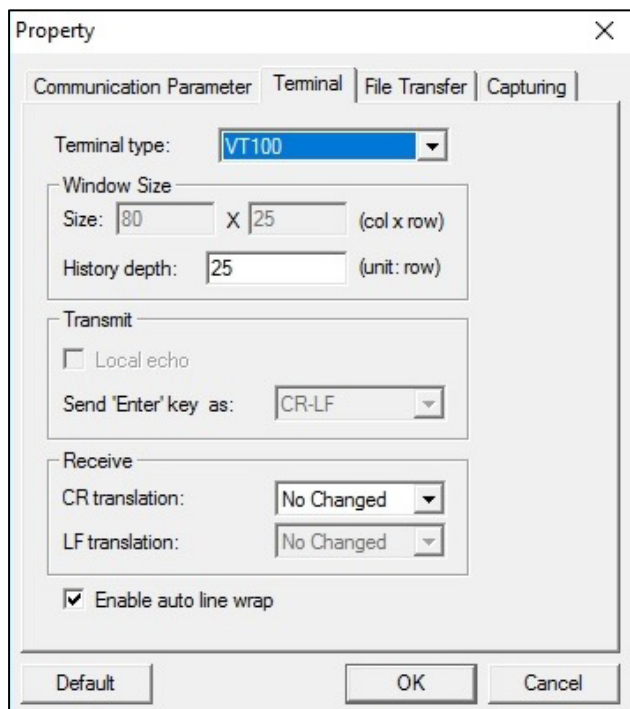 Property
Communication Parameter Terminal File Transfer Capturing
Terminal type: VT100
Window Size
Size: 80 X 25 (col x row)
History depth: 25 (unit: row)
Transmit
Local echo
Send 'Enter' key as: CR-LF
Receive
CR translation: No Changed
LF translation: No Changed
Enable auto line wrap
Default OK Cancel